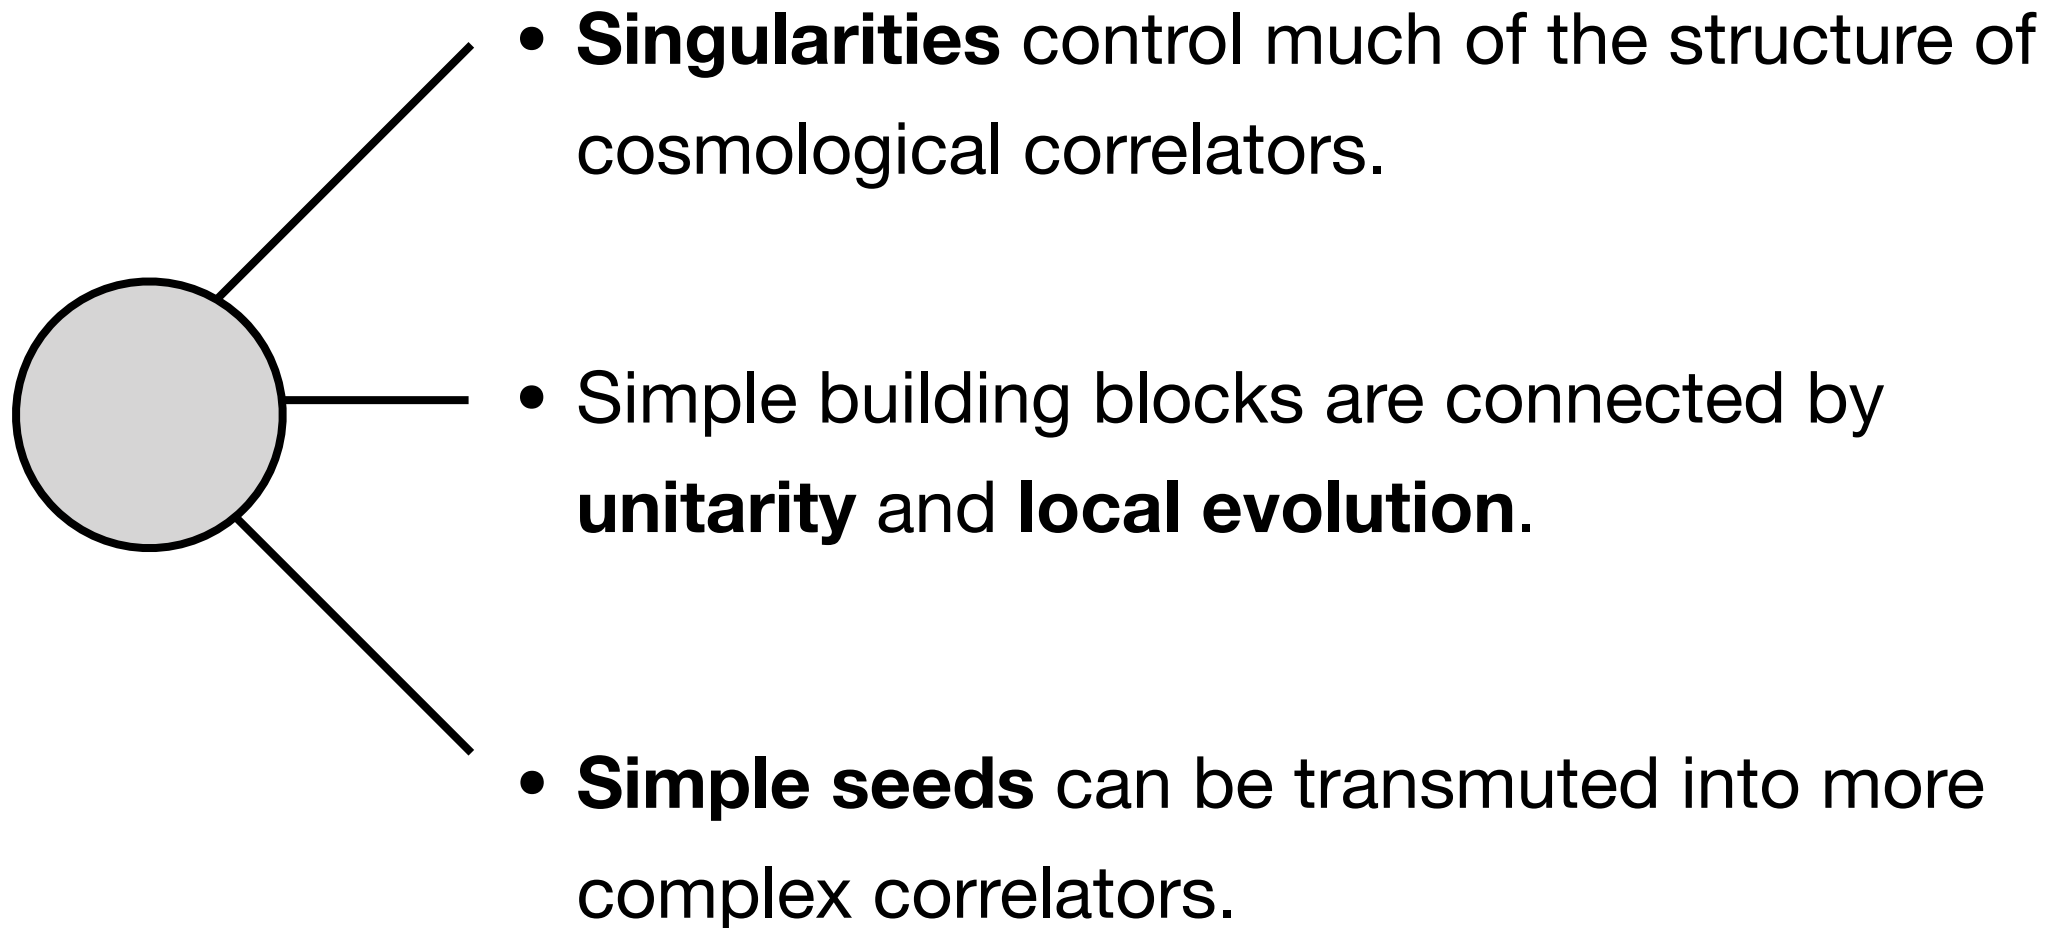 • Singularities control much of the structure of
cosmological correlators.
• Simple building blocks are connected by
unitarity and local evolution.
• Simple seeds can be transmuted into more
complex correlators.